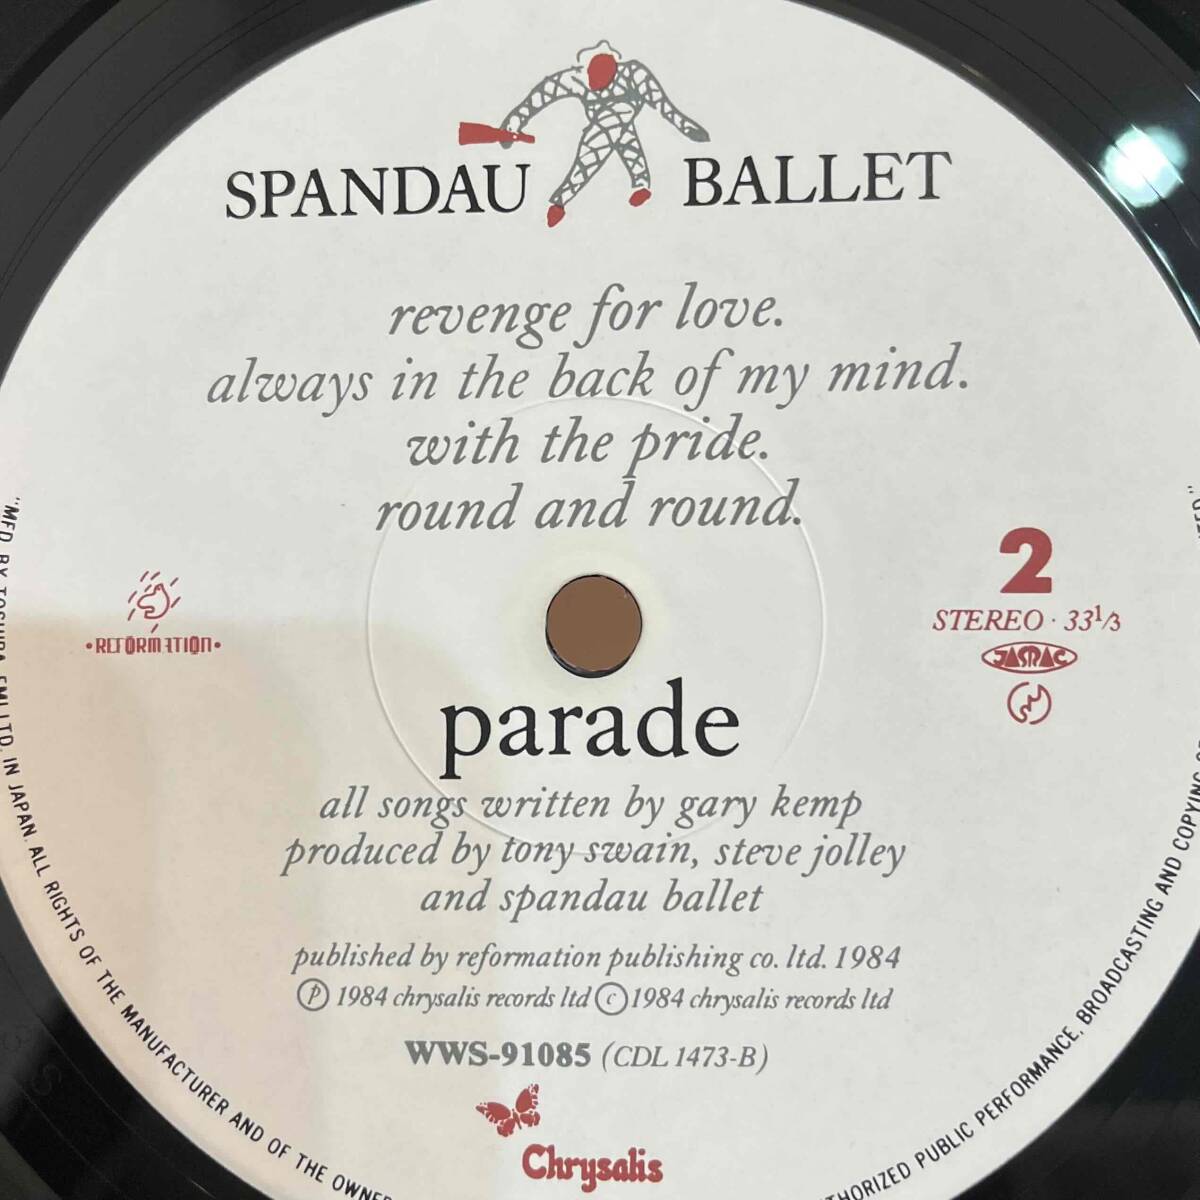 SPANDAU BALLET
revenge for love.
always in the back of my mind.
with the pride.
round and round.
2
STEREO · 33 1/3
JASRAC
·REFORMATION·
parade
all songs written by gary kemp
produced by tony swain, steve jolley
and spandau ballet
published by reformation publishing co. ltd. 1984
Ⓟ 1984 chrysalis records ltd Ⓒ 1984 chrysalis records ltd
WWS-91085 (CDL 1473-B)
Chrysalis
"MFD. BY TOSHIBA EMI LTD. IN JAPAN. ALL RIGHTS OF THE MANUFACTURER AND OF THE OWNER
PUBLIC PERFORMANCE, BROADCASTING AND COPYING